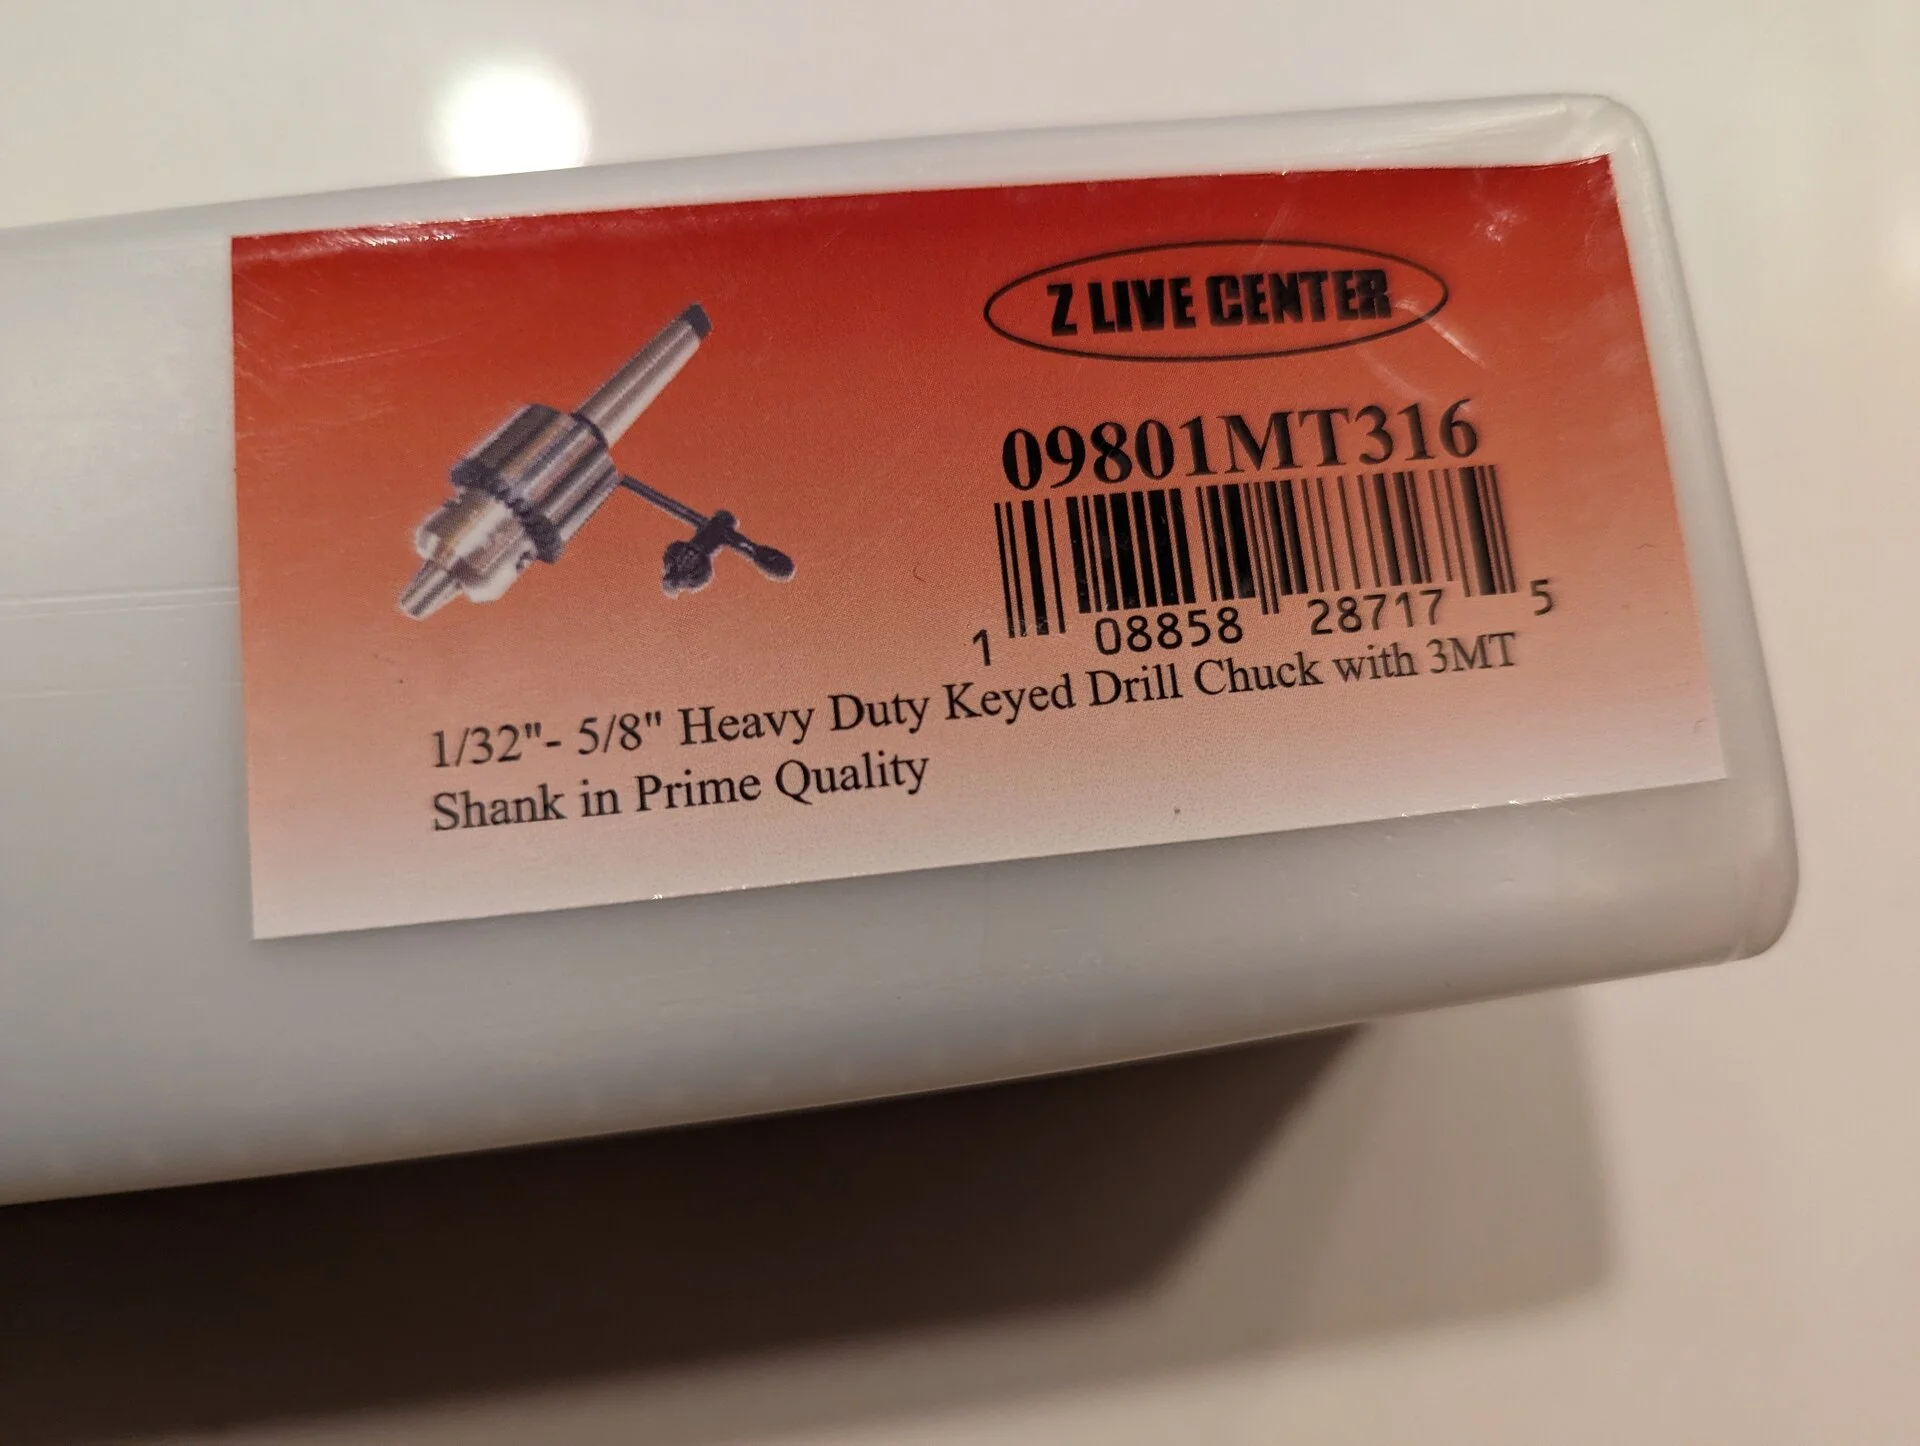 Z LIVE CENTER
09801MT316
1 08858 28717 5
1/32"- 5/8" Heavy Duty Keyed Drill Chuck with 3MT
Shank in Prime Quality